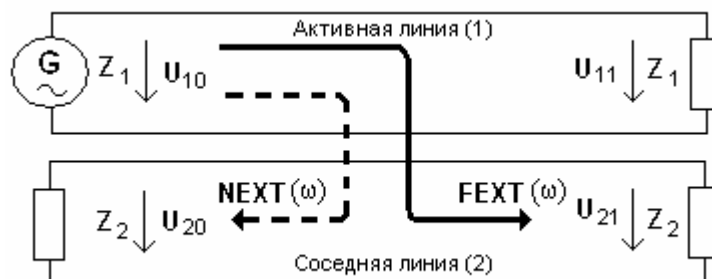 Активная линия (1)
G Z1 U10 U11 Z1
NEXT(ω) FEXT(ω)
Z2 U20 U21 Z2
Соседняя линия (2)